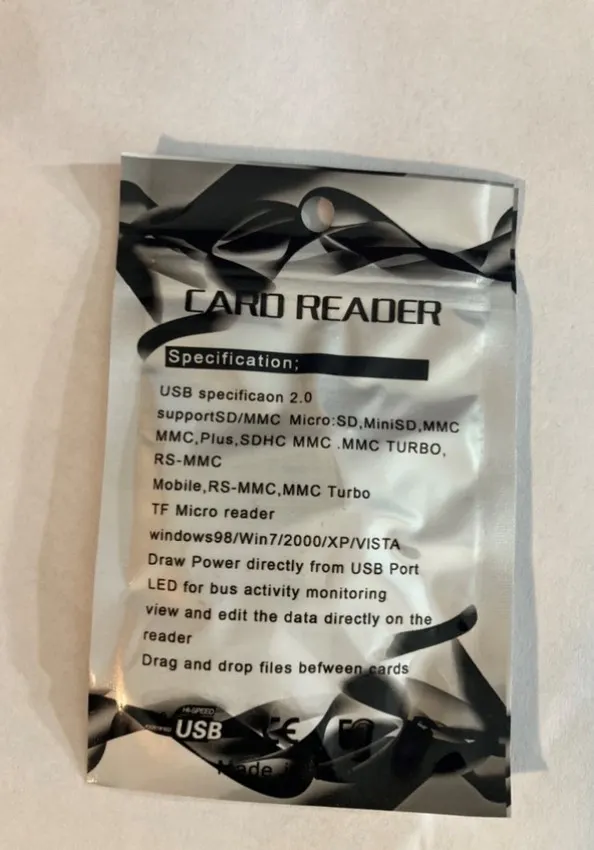 CARD READER
Specification;
USB specificaon 2.0
supportSD/MMC Micro:SD,MiniSD,MMC
MMC,Plus,SDHC MMC .MMC TURBO,
RS-MMC
Mobile,RS-MMC,MMC Turbo
TF Micro reader
windows98/Win7/2000/XP/VISTA
Draw Power directly from USB Port
LED for bus activity monitoring
view and edit the data directly on the
reader
Drag and drop files befween cards
HI-SPEED
USB CE
Made